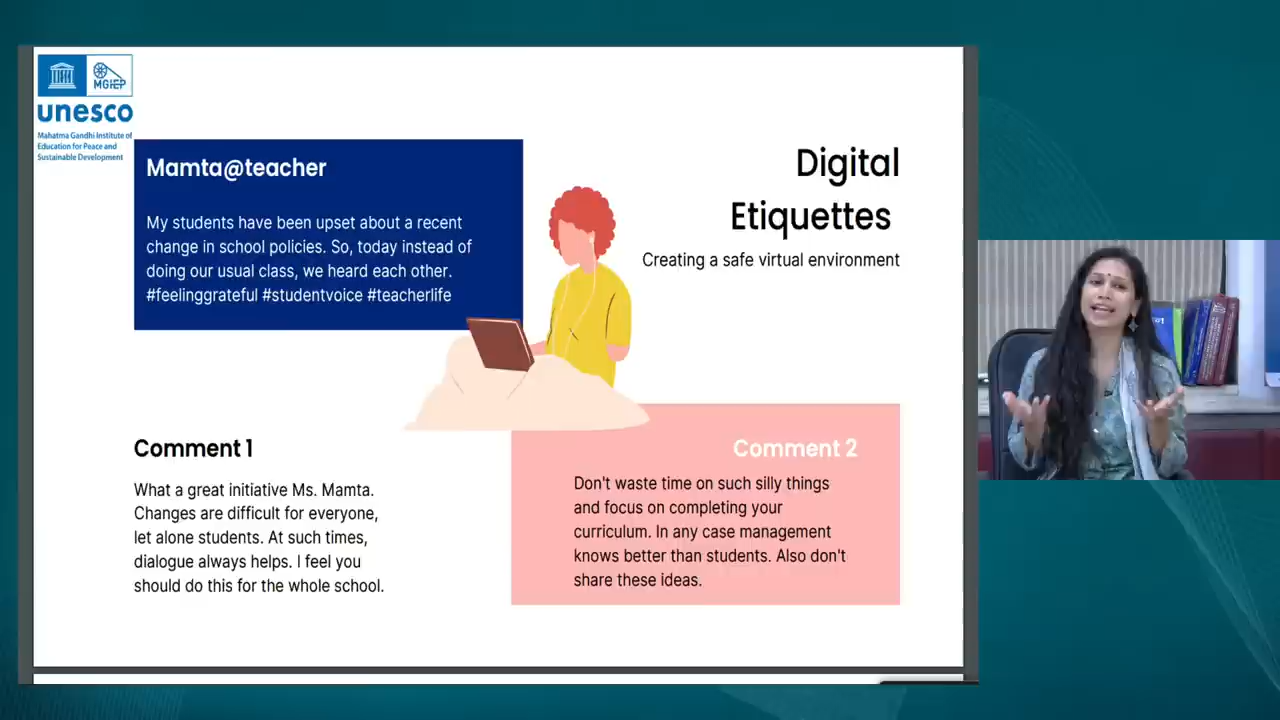 MGIEP
unesco
Mahatma Gandhi Institute of
Education for Peace and
Sustainable Development
Mamta@teacher
My students have been upset about a recent
change in school policies. So, today instead of
doing our usual class, we heard each other.
#feelinggrateful #studentvoice #teacherlife
Digital
Etiquettes
Creating a safe virtual environment
Comment 1
What a great initiative Ms. Mamta.
Changes are difficult for everyone,
let alone students. At such times,
dialogue always helps. I feel you
should do this for the whole school.
Comment 2
Don't waste time on such silly things
and focus on completing your
curriculum. In any case management
knows better than students. Also don't
share these ideas.